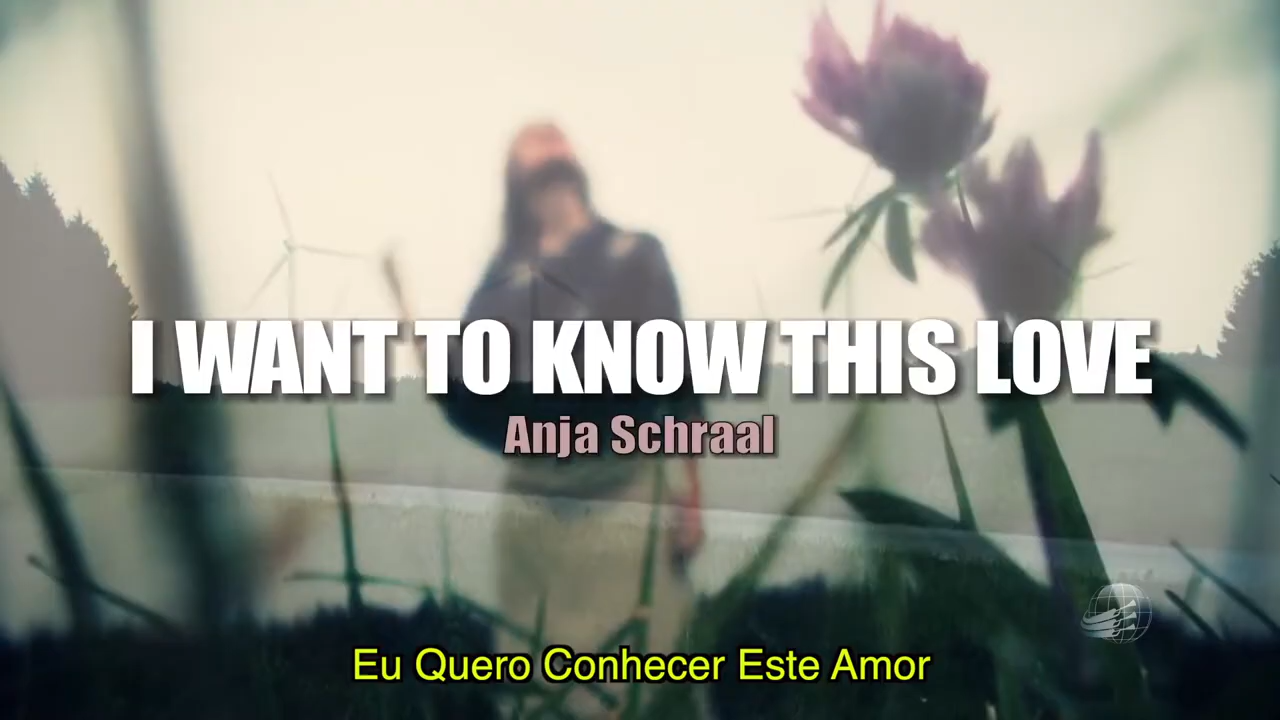 I WANT TO KNOW THIS LOVE
Anja Schraal
Eu Quero Conhecer Este Amor